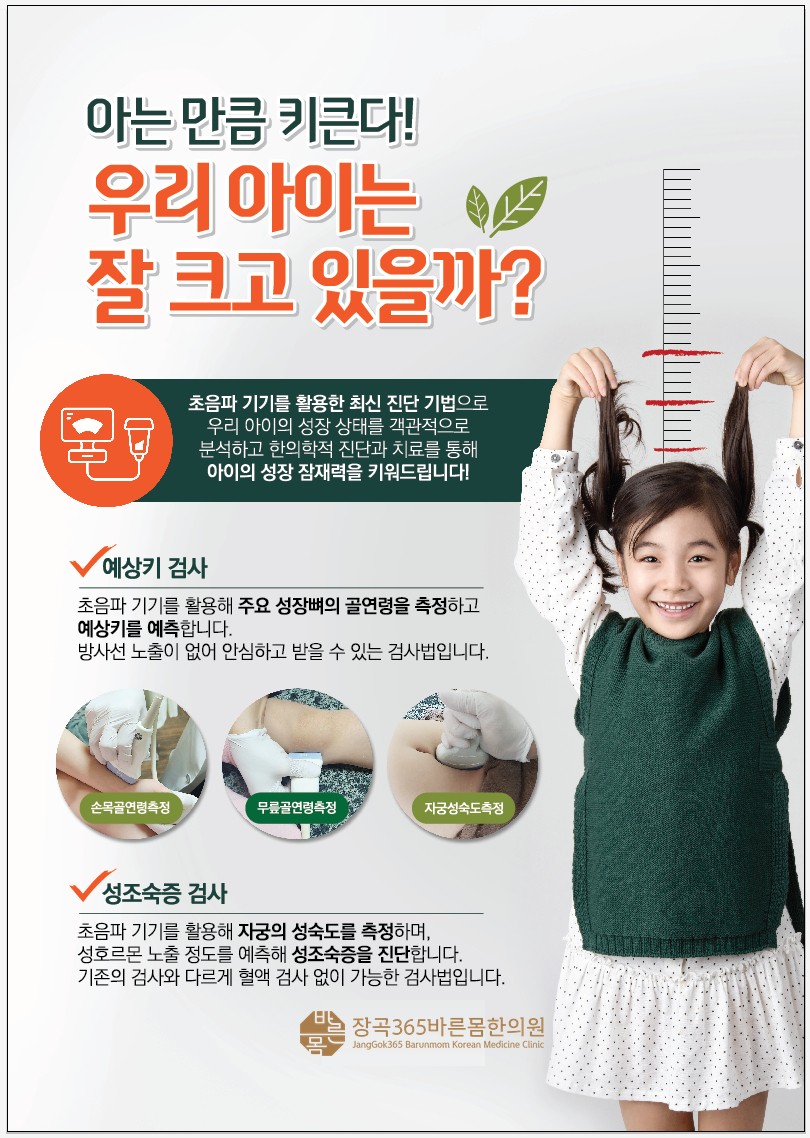 아는 만큼 키큰다!
우리 아이는
잘 크고 있을까?
초음파 기기를 활용한 최신 진단 기법으로
우리 아이의 성장 상태를 객관적으로
분석하고 한의학적 진단과 치료를 통해
아이의 성장 잠재력을 키워드립니다!
예상키 검사
초음파 기기를 활용해 주요 성장뼈의 골연령을 측정하고
예상키를 예측합니다.
방사선 노출이 없어 안심하고 받을 수 있는 검사법입니다.
손목골연령측정
무릎골연령측정
자궁성숙도측정
성조숙증 검사
초음파 기기를 활용해 자궁의 성숙도를 측정하며,
성호르몬 노출 정도를 예측해 성조숙증을 진단합니다.
기존의 검사와 다르게 혈액 검사 없이 가능한 검사법입니다.
바른
몸
장곡365바른몸한의원
JangGok365 Barunmom Korean Medicine Clinic